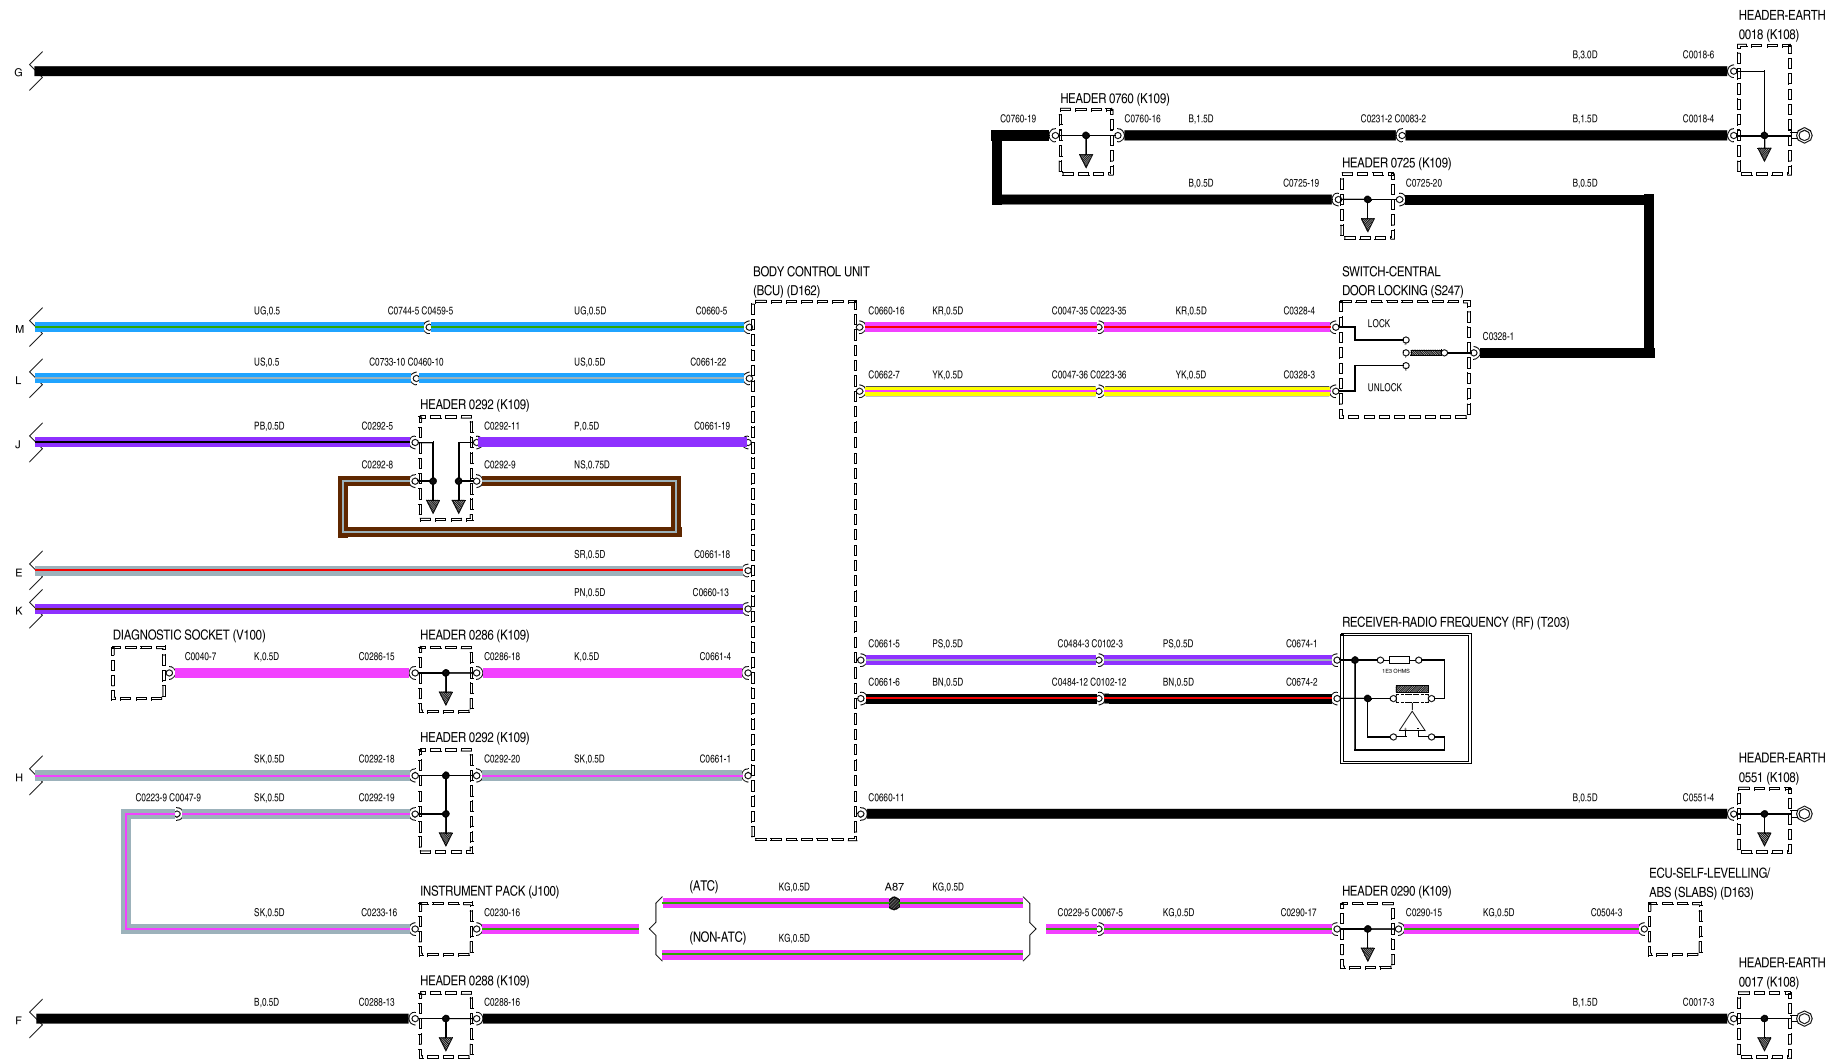 HEADER-EARTH
0018 (K108)
G
B,3.0D
C0018-6
HEADER 0760 (K109)
C0760-19
C0760-16
B,1.5D
C0231-2 C0083-2
B,1.5D
C0018-4
HEADER 0725 (K109)
B,0.5D
C0725-19
C0725-20
B,0.5D
BODY CONTROL UNIT
(BCU) (D162)
SWITCH-CENTRAL
DOOR LOCKING (S247)
M
UG,0.5
C0744-5 C0459-5
UG,0.5D
C0660-5
C0660-16
KR,0.5D
C0047-35 C0223-35
KR,0.5D
C0328-4
LOCK
C0328-1
L
US,0.5
C0733-10 C0460-10
US,0.5D
C0661-22
C0662-7
YK,0.5D
C0047-36 C0223-36
YK,0.5D
C0328-3
UNLOCK
HEADER 0292 (K109)
J
PB,0.5D
C0292-5
C0292-11
P,0.5D
C0661-19
C0292-8
C0292-9
NS,0.75D
E
SR,0.5D
C0661-18
K
PN,0.5D
C0660-13
DIAGNOSTIC SOCKET (V100)
HEADER 0286 (K109)
RECEIVER-RADIO FREQUENCY (RF) (T203)
C0040-7
K,0.5D
C0286-15
C0286-18
K,0.5D
C0661-4
C0661-5
PS,0.5D
C0484-3 C0102-3
PS,0.5D
C0674-1
1E5 OHMS
C0661-6
BN,0.5D
C0484-12 C0102-12
BN,0.5D
C0674-2
HEADER 0292 (K109)
H
SK,0.5D
C0292-18
C0292-20
SK,0.5D
C0661-1
HEADER-EARTH
0551 (K108)
C0223-9 C0047-9
SK,0.5D
C0292-19
C0660-11
B,0.5D
C0551-4
INSTRUMENT PACK (J100)
(ATC)
KG,0.5D
A87
KG,0.5D
HEADER 0290 (K109)
ECU-SELF-LEVELLING/
ABS (SLABS) (D163)
SK,0.5D
C0233-16
C0230-16
(NON-ATC)
KG,0.5D
C0229-5 C0067-5
KG,0.5D
C0290-17
C0290-15
KG,0.5D
C0504-3
HEADER 0288 (K109)
HEADER-EARTH
0017 (K108)
F
B,0.5D
C0288-13
C0288-16
B,1.5D
C0017-3